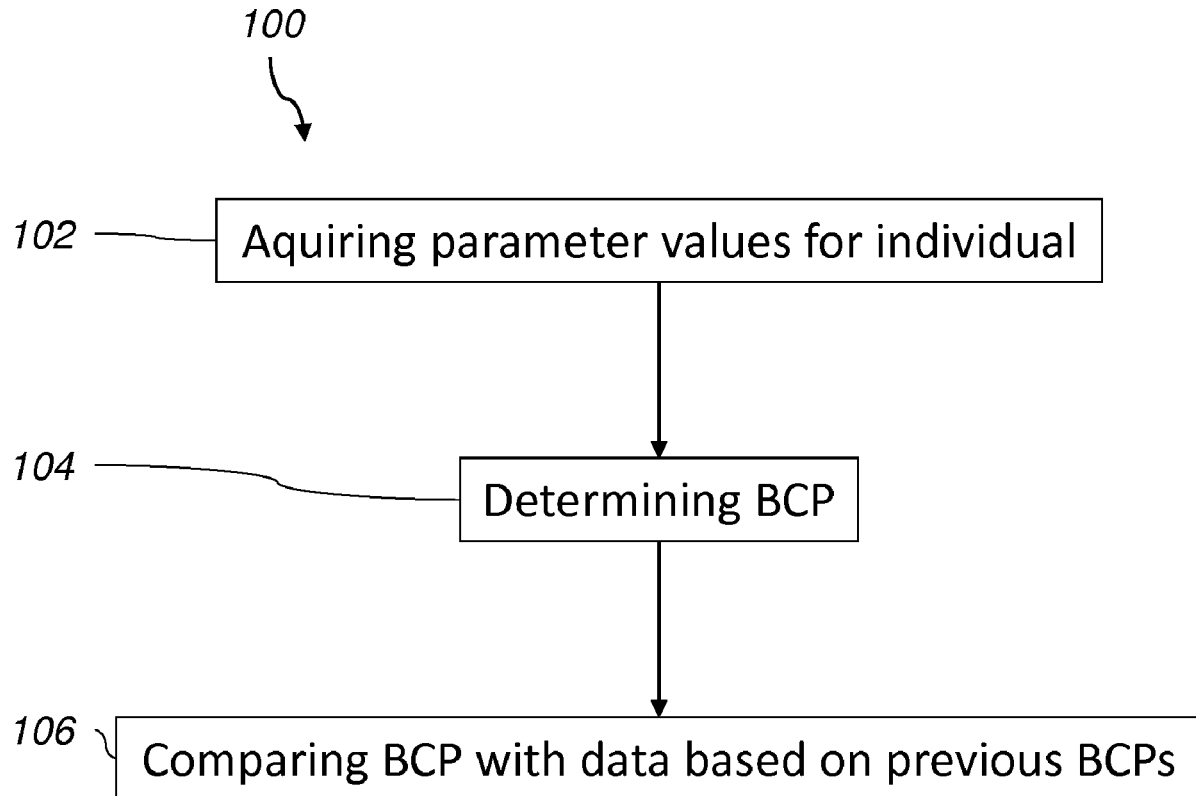 100
102
Aquiring parameter values for individual
104
Determining BCP
106
Comparing BCP with data based on previous BCPs